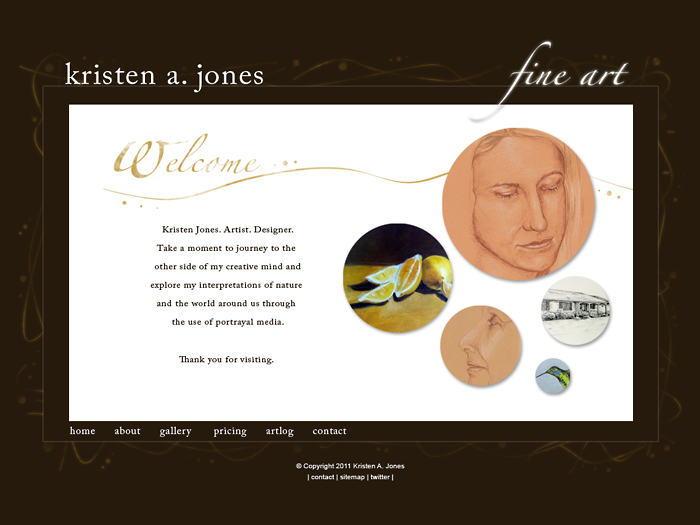 kristen a. jones
fine art
Welcome
Kristen Jones. Artist. Designer.
Take a moment to journey to the
other side of my creative mind and
explore my interpretations of nature
and the world around us through
the use of portrayal media.
Thank you for visiting.
home about gallery pricing artlog contact
© Copyright 2011 Kristen A. Jones
| contact | sitemap | twitter |